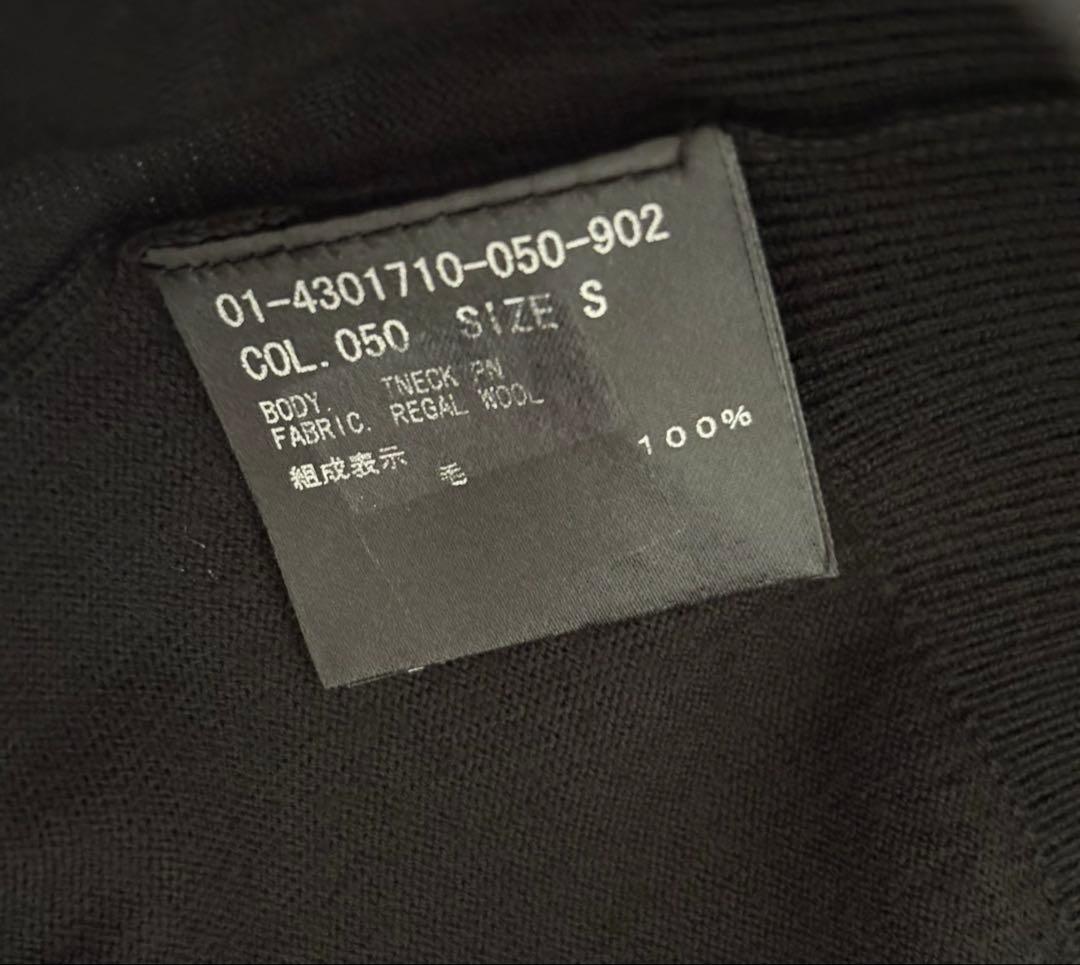 01-4301710-050-902
COL.050 SIZE S
BODY. TNECK PN
FABRIC. REGAL WOOL
組成表示 毛 100%